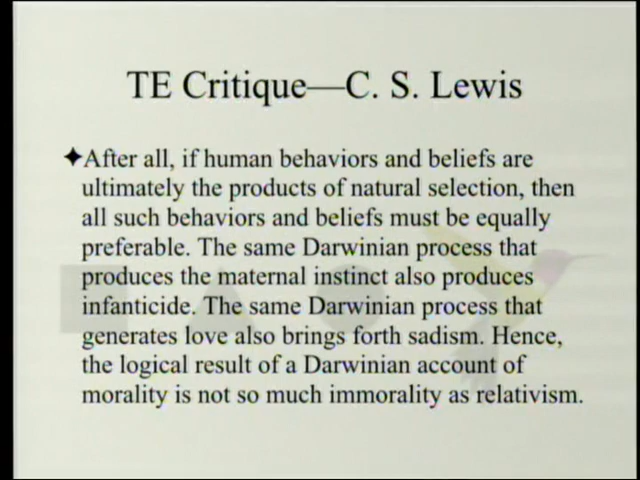 TE Critique—C. S. Lewis
✦After all, if human behaviors and beliefs are
ultimately the products of natural selection, then
all such behaviors and beliefs must be equally
preferable. The same Darwinian process that
produces the maternal instinct also produces
infanticide. The same Darwinian process that
generates love also brings forth sadism. Hence,
the logical result of a Darwinian account of
morality is not so much immorality as relativism.